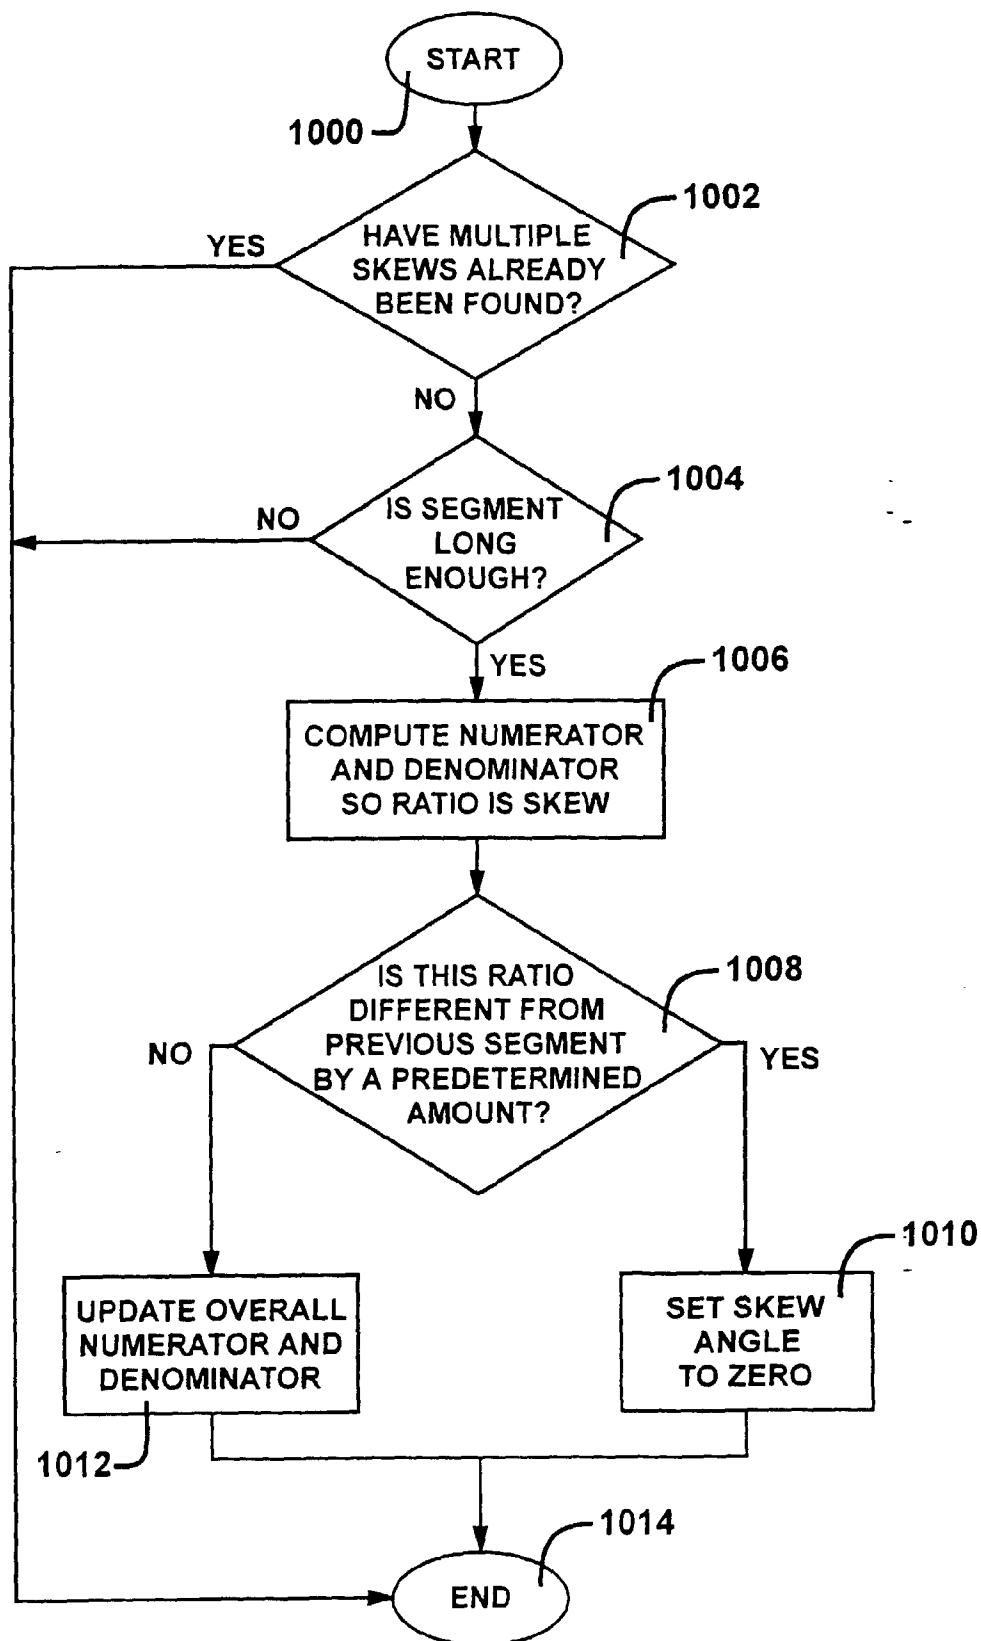 START
1000
1002
HAVE MULTIPLE
SKEWS ALREADY
BEEN FOUND?
YES
NO
1004
IS SEGMENT
LONG
ENOUGH?
NO
YES
1006
COMPUTE NUMERATOR
AND DENOMINATOR
SO RATIO IS SKEW
1008
IS THIS RATIO
DIFFERENT FROM
PREVIOUS SEGMENT
BY A PREDETERMINED
AMOUNT?
NO
YES
1010
UPDATE OVERALL
NUMERATOR AND
DENOMINATOR
SET SKEW
ANGLE
TO ZERO
1012
1014
END